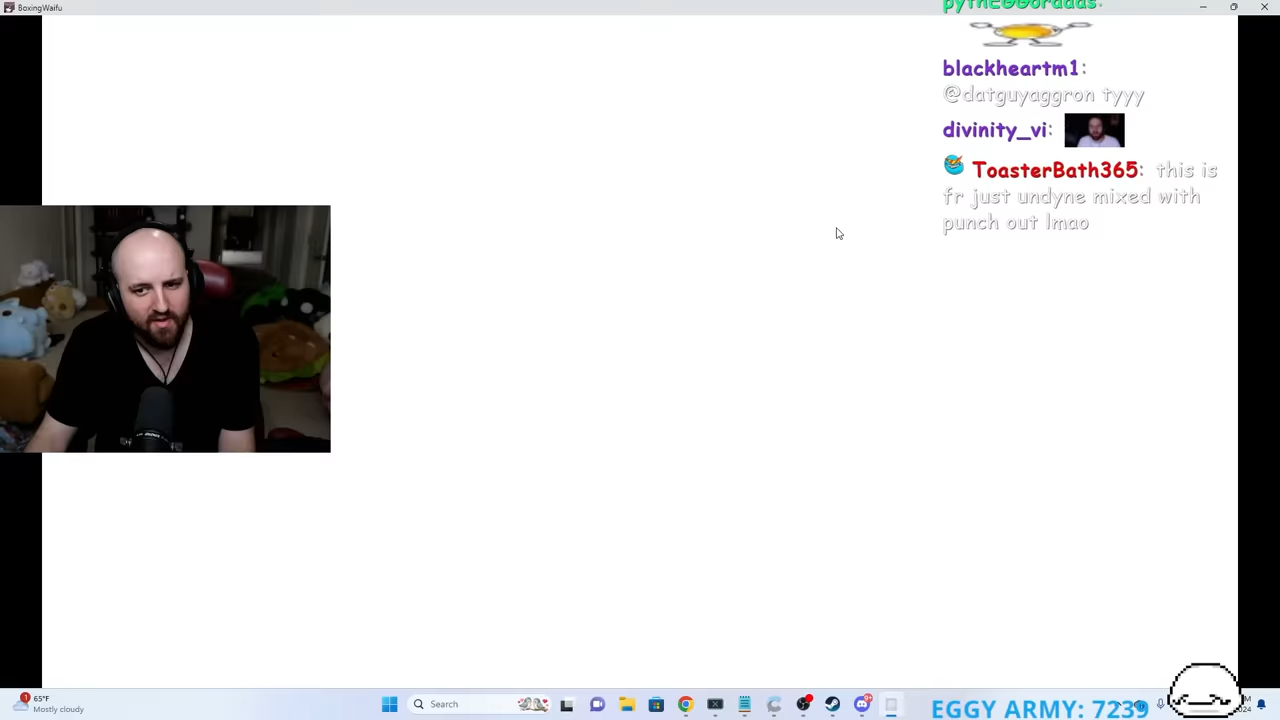 BoxingWaifu
blackheartm1:
@datguyaggron tyyy
divinity_vi:
ToasterBath365: this is
fr just undyne mixed with
punch out lmao
1
65°F
Mostly cloudy
Search
EGGY ARMY: 7239